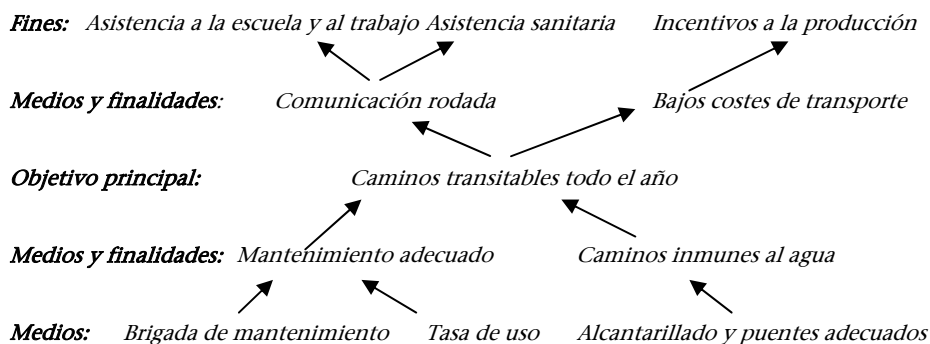 Fines: Asistencia a la escuela y al trabajo Asistencia sanitaria Incentivos a la producción
Medios y finalidades: Comunicación rodada Bajos costes de transporte
Objetivo principal: Caminos transitables todo el año
Medios y finalidades: Mantenimiento adecuado Caminos inmunes al agua
Medios: Brigada de mantenimiento Tasa de uso Alcantarillado y puentes adecuados